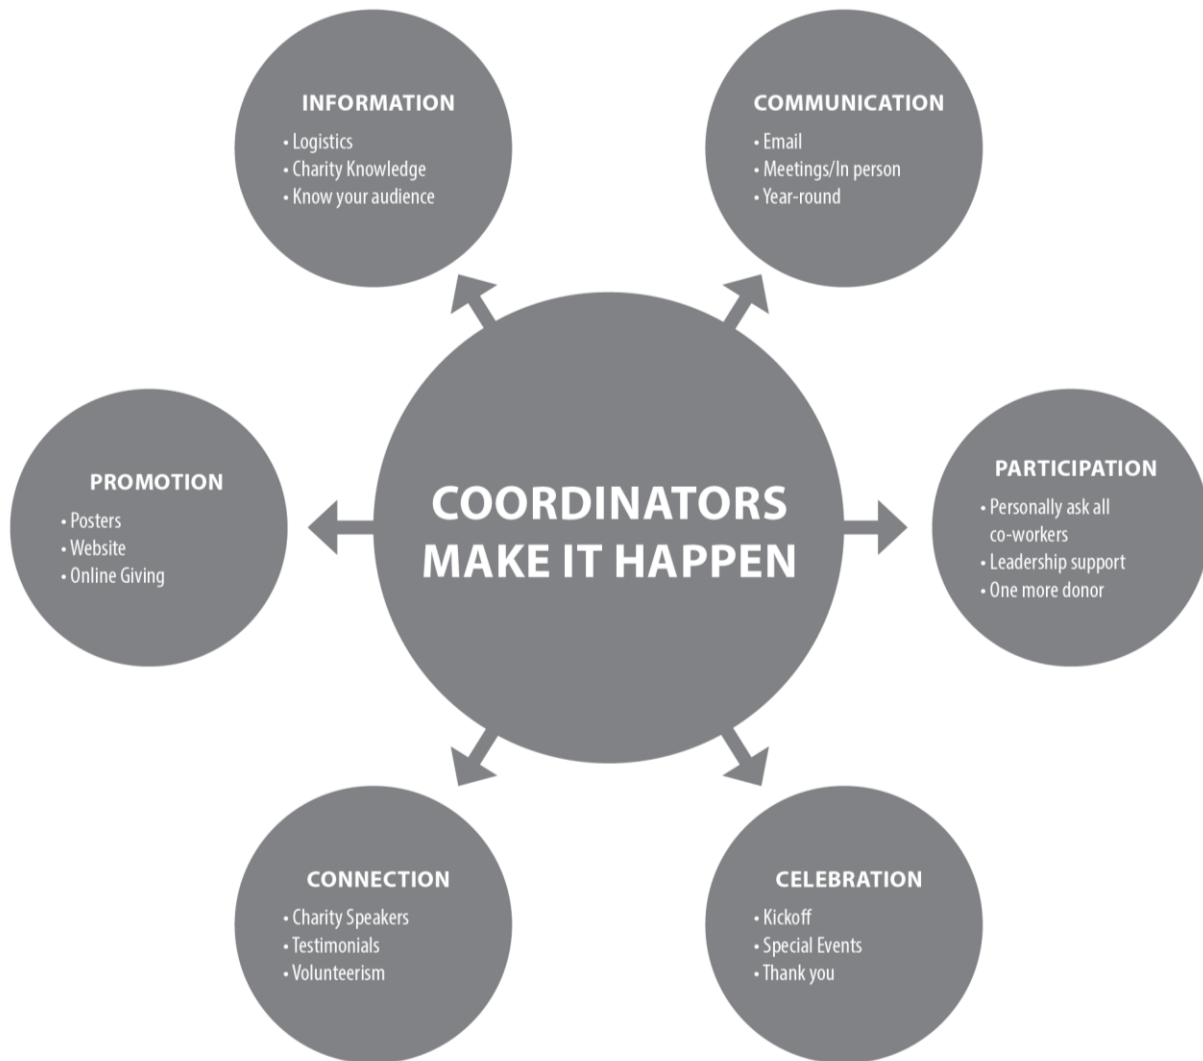 INFORMATION
• Logistics
• Charity Knowledge
• Know your audience
COMMUNICATION
• Email
• Meetings/In person
• Year-round
PROMOTION
• Posters
• Website
• Online Giving
COORDINATORS
MAKE IT HAPPEN
PARTICIPATION
• Personally ask all
co-workers
• Leadership support
• One more donor
CONNECTION
• Charity Speakers
• Testimonials
• Volunteerism
CELEBRATION
• Kickoff
• Special Events
• Thank you